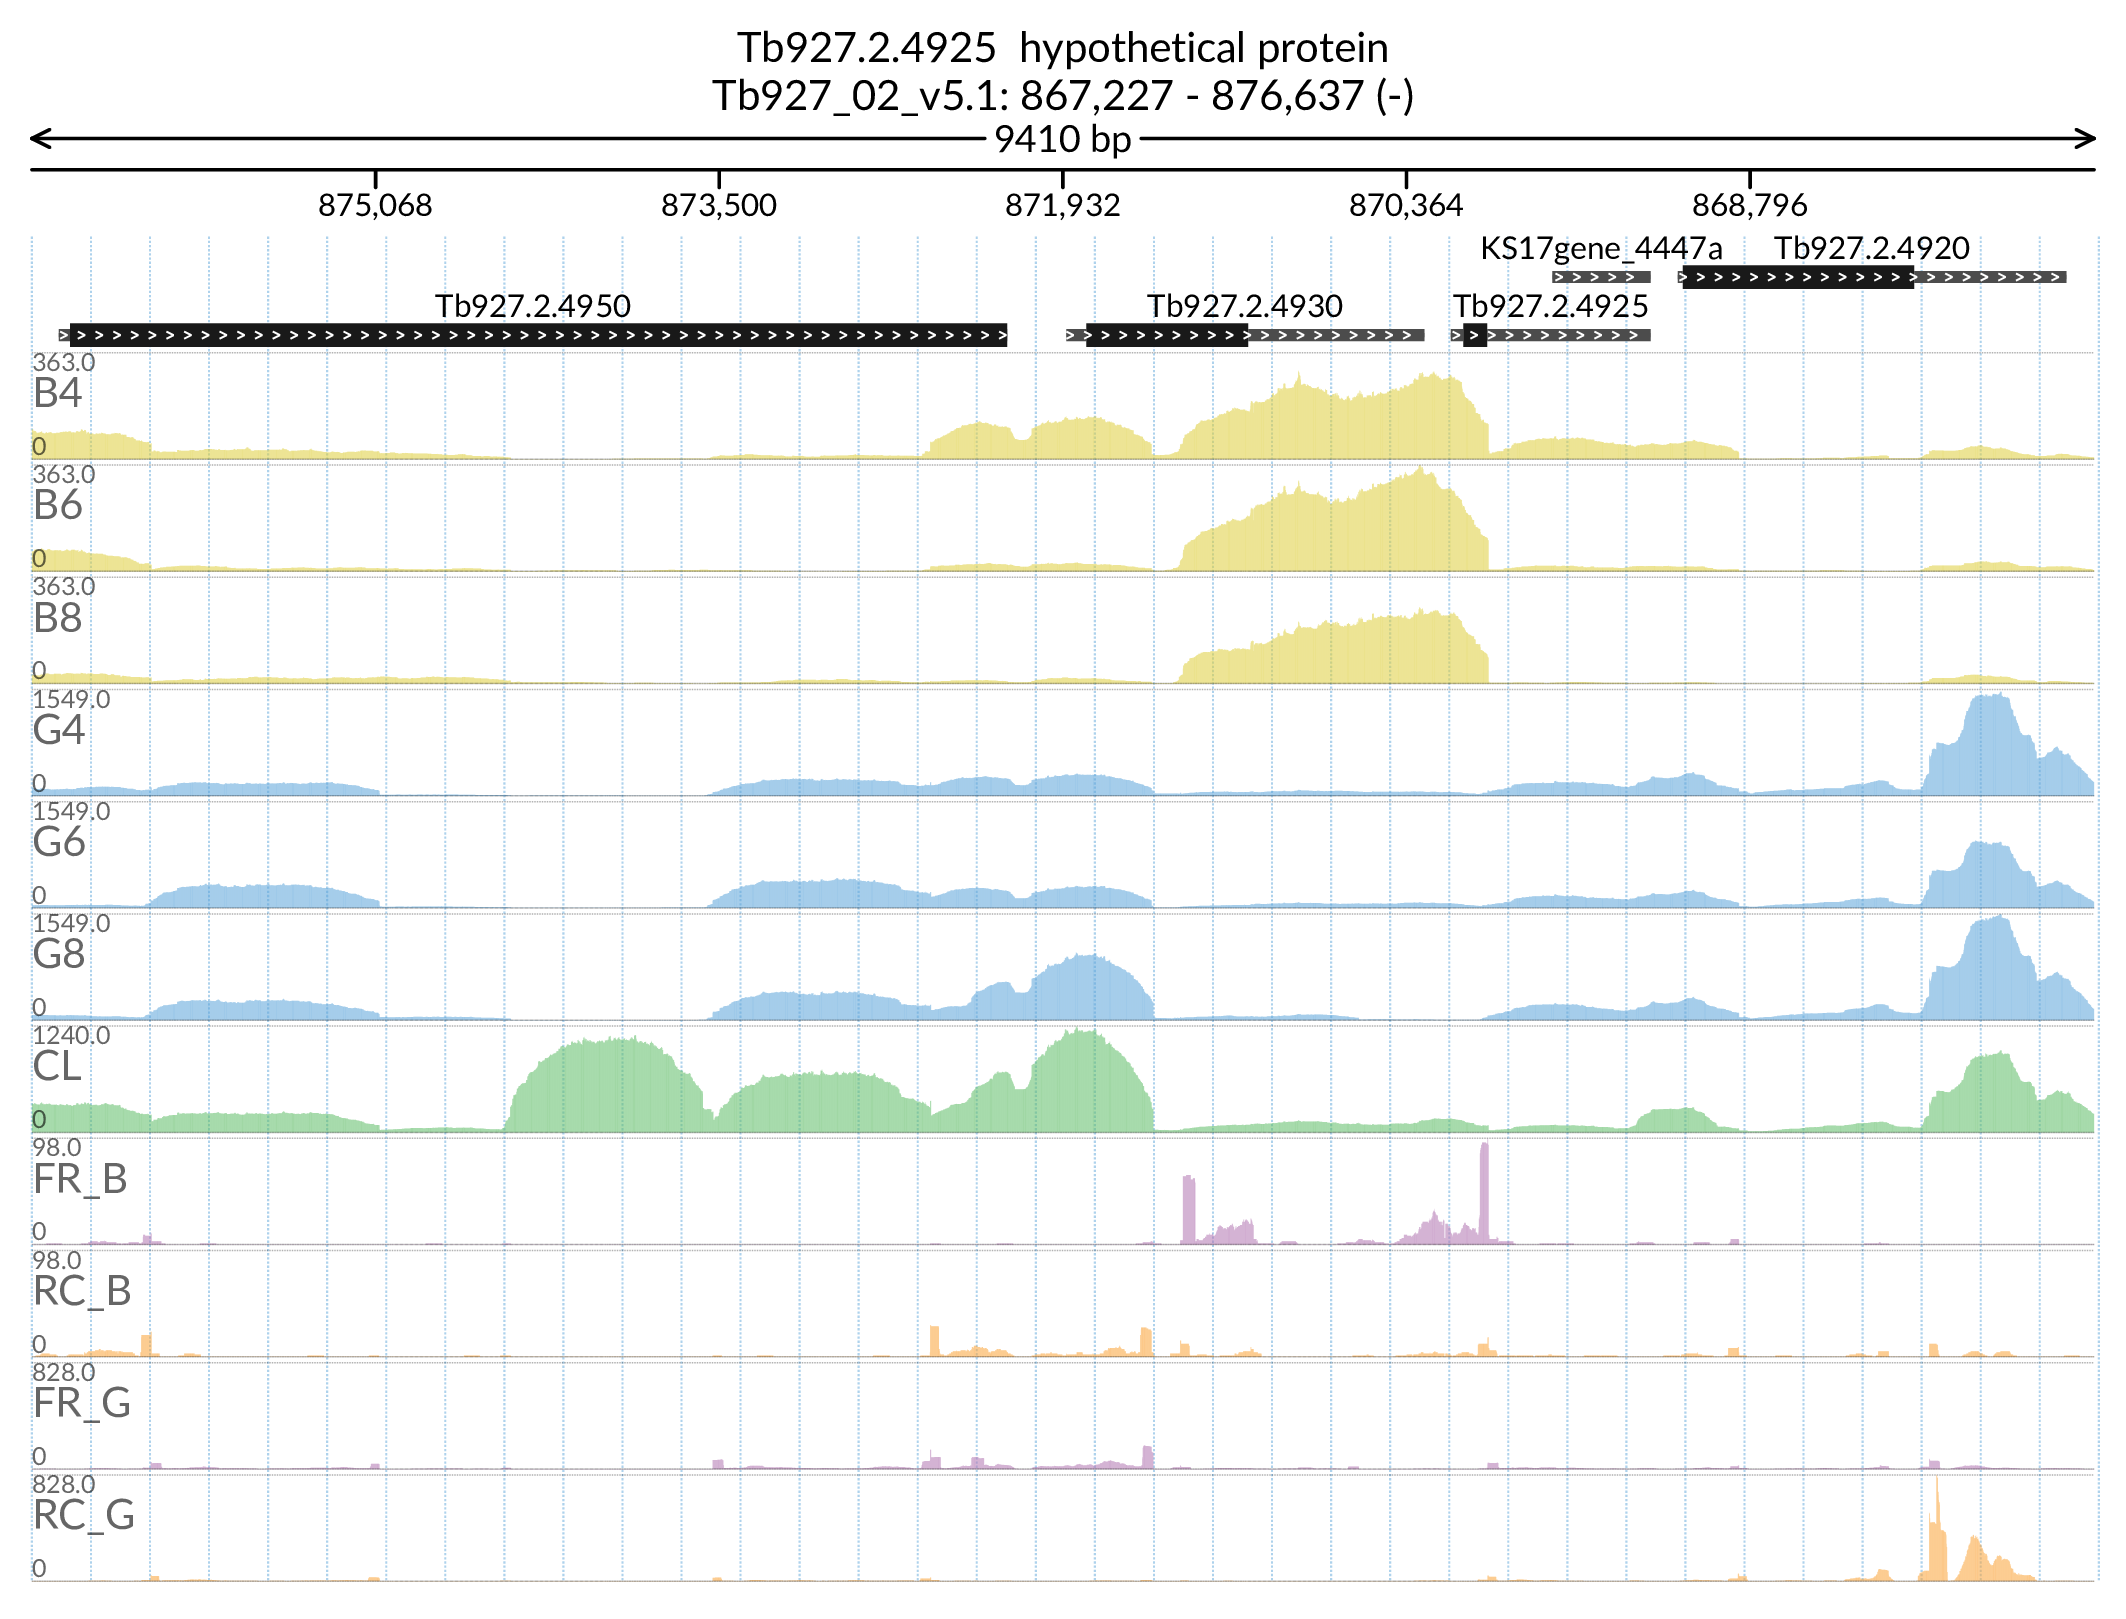 Tb927.2.4925  hypothetical protein
Tb927_02_v5.1: 867,227 - 876,637 (-)
9410 bp
875,068 873,500 871,932 870,364 868,796
KS17gene_4447a Tb927.2.4920
Tb927.2.4950 Tb927.2.4930 Tb927.2.4925
363.0
B4
0
363.0
B6
0
363.0
B8
0
1549.0
G4
0
1549.0
G6
0
1549.0
G8
0
1240.0
CL
0
98.0
FR_B
0
98.0
RC_B
0
828.0
FR_G
0
828.0
RC_G
0